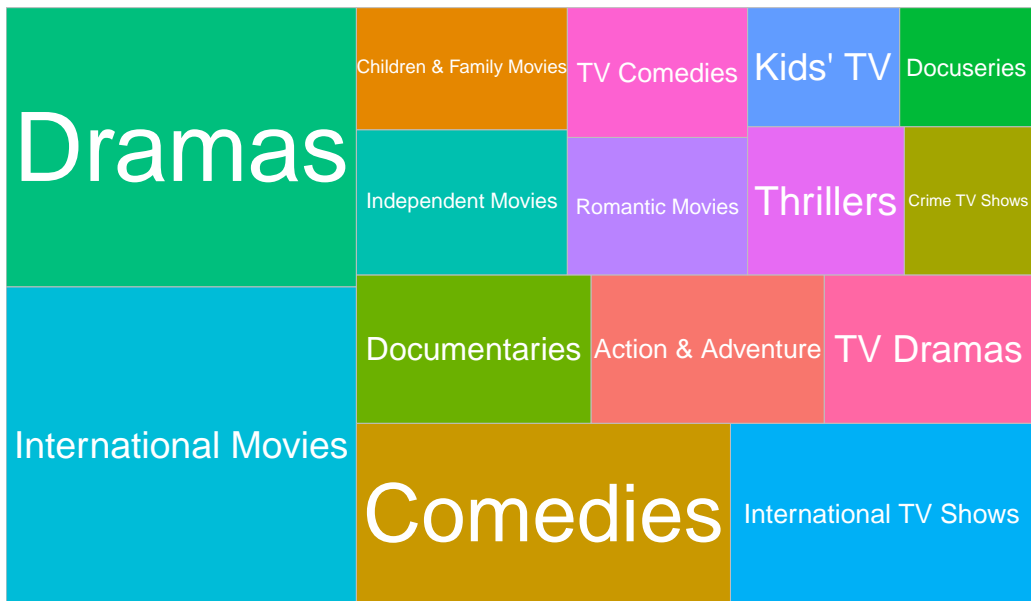 Dramas
International Movies
Children & Family Movies
TV Comedies
Kids' TV
Docuseries
Independent Movies
Romantic Movies
Thrillers
Crime TV Shows
Documentaries
Action & Adventure
TV Dramas
Comedies
International TV Shows